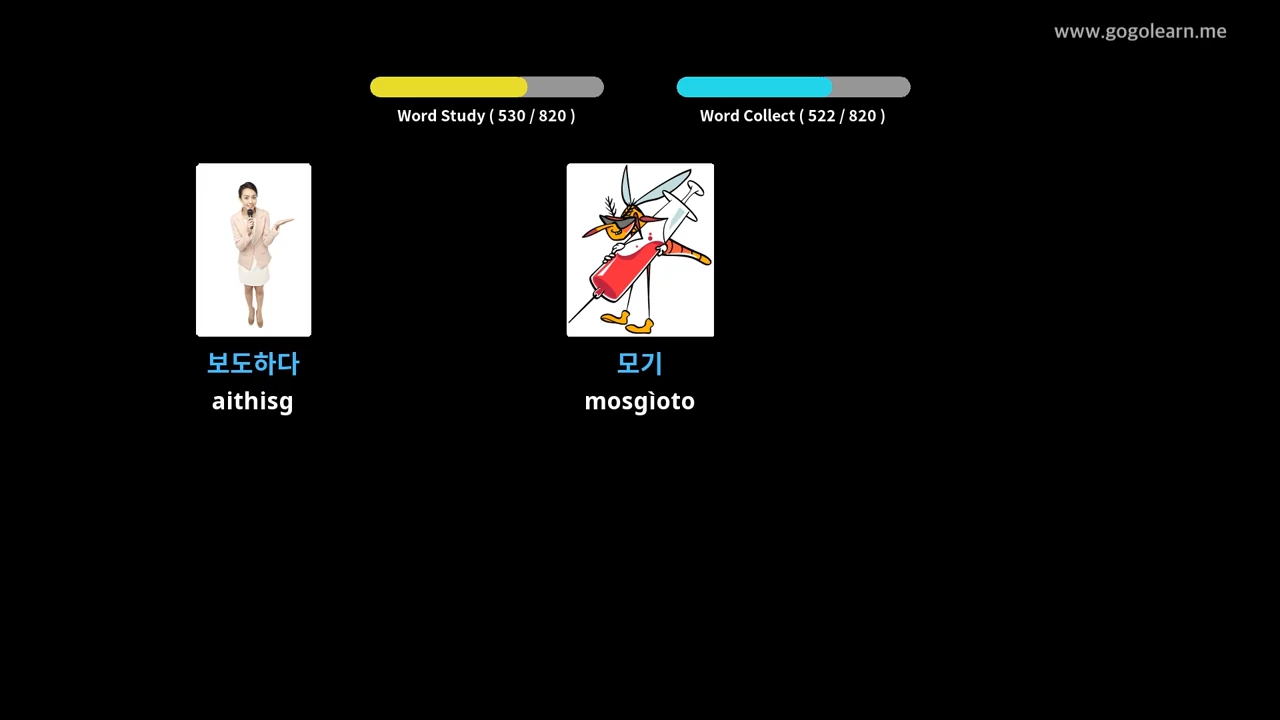 www.gogolearn.me
Word Study ( 530 / 820 )
Word Collect ( 522 / 820 )
보도하다
aithisg
모기
mosgìoto